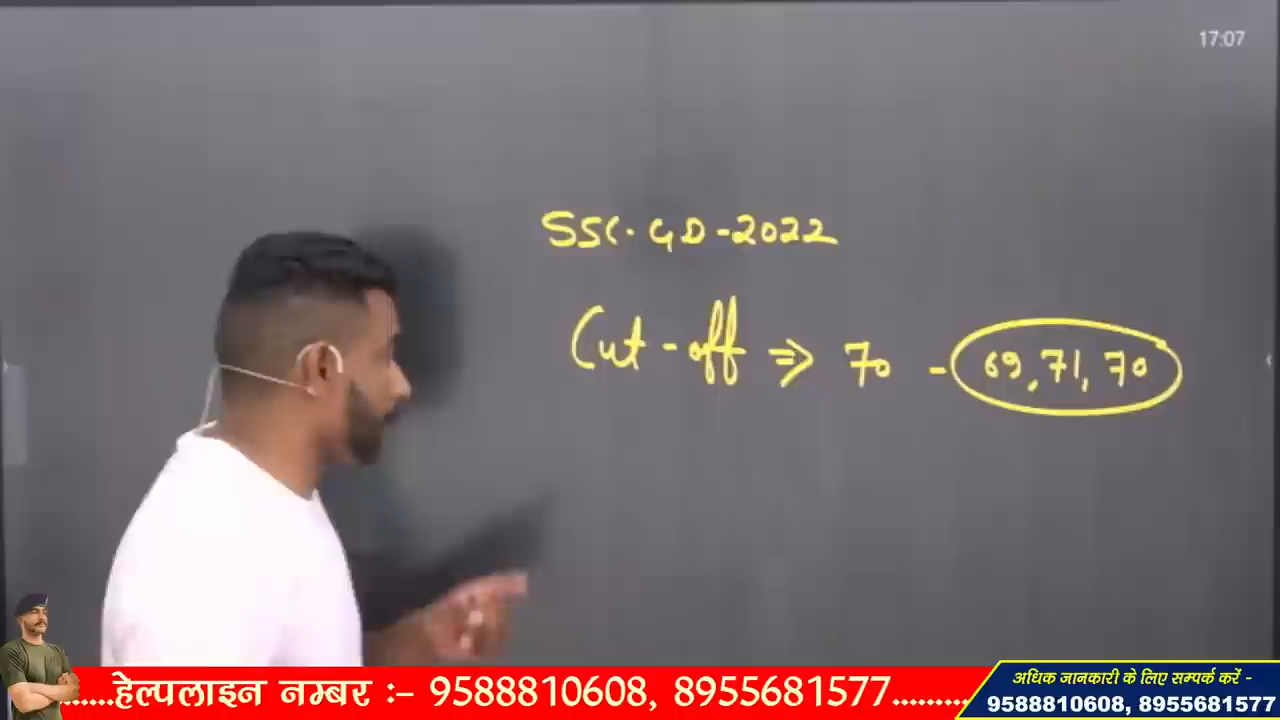 17:07
SSC-GD-2022
Cut-off ⇒ 70 - 69, 71, 70
......हेल्पलाइन नम्बर :- 9588810608, 8955681577..........
अधिक जानकारी के लिए सम्पर्क करें -
9588810608, 8955681577